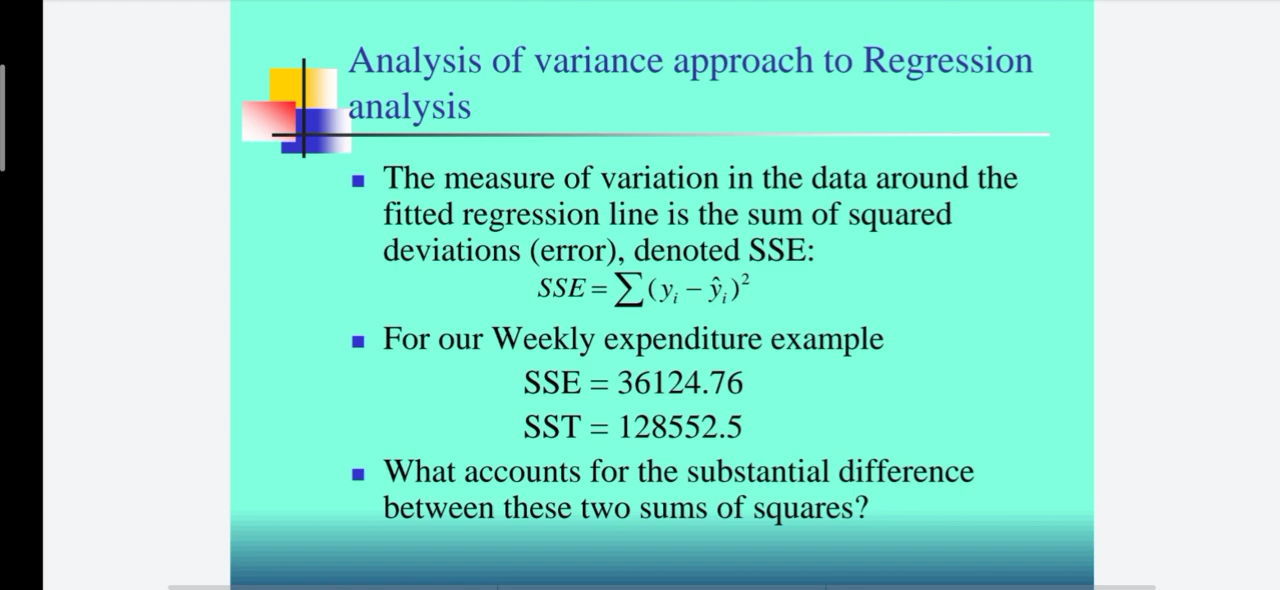 Analysis of variance approach to Regression
analysis
The measure of variation in the data around the
fitted regression line is the sum of squared
deviations (error), denoted SSE:
SSE = ∑(yᵢ − ŷᵢ)²
For our Weekly expenditure example
SSE = 36124.76
SST = 128552.5
What accounts for the substantial difference
between these two sums of squares?